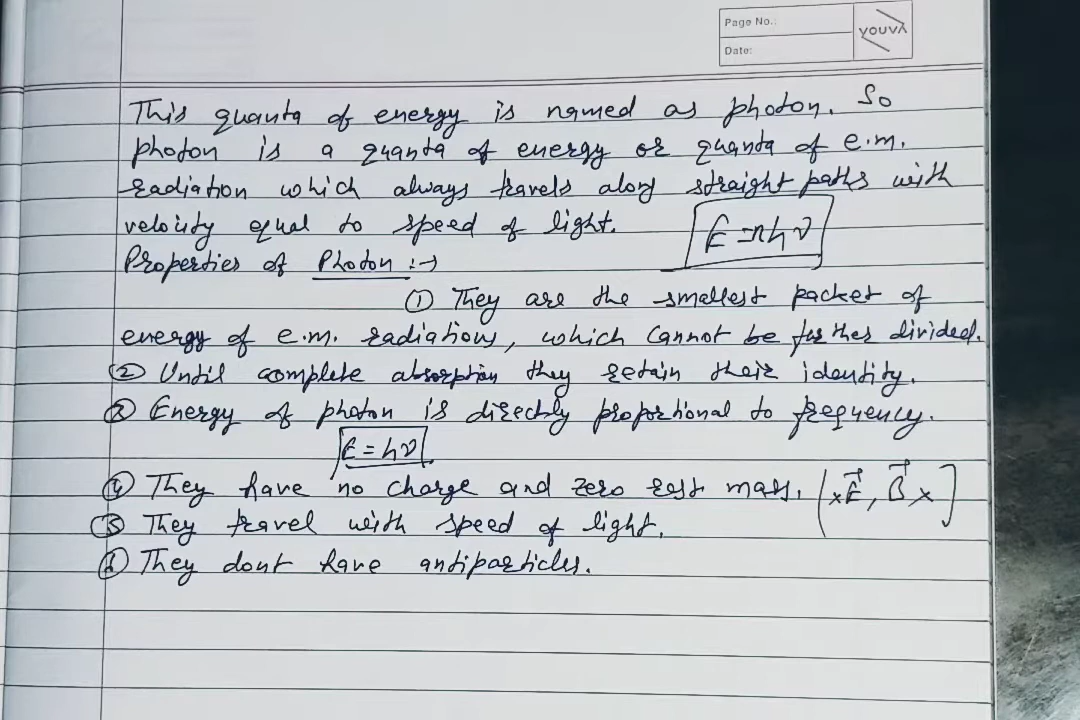 Page No.:
YOUVA
Date:
This quanta of energy is named as photon. So
photon is a quanta of energy or quanta of e.m.
radiation which always travels along straight paths with
velocity equal to speed of light.
E = nhν
Properties of Photon :→
① They are the smallest packet of
energy of e.m. radiations, which cannot be further divided.
② Until complete absorption they retain their identity.
③ Energy of photon is directly proportional to frequency.
E = hν
④ They have no charge and zero rest mass. (x E⃗, B⃗ x]
⑤ They travel with speed of light.
⑥ They dont have antiparticles.